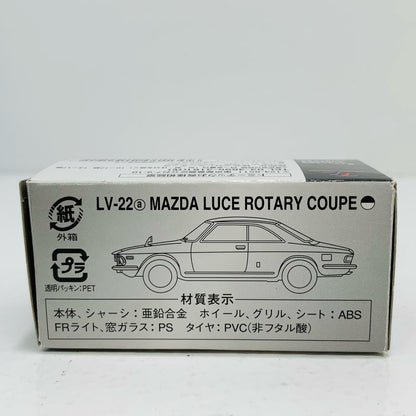 LV-22ⓐ MAZDA LUCE ROTARY COUPE
紙
外箱
プラ
透明パッキン:PET
材質表示
本体、シャーシ：亜鉛合金 ホイール、グリル、シート：ABS
FRライト、窓ガラス：PS タイヤ：PVC(非フタル酸)